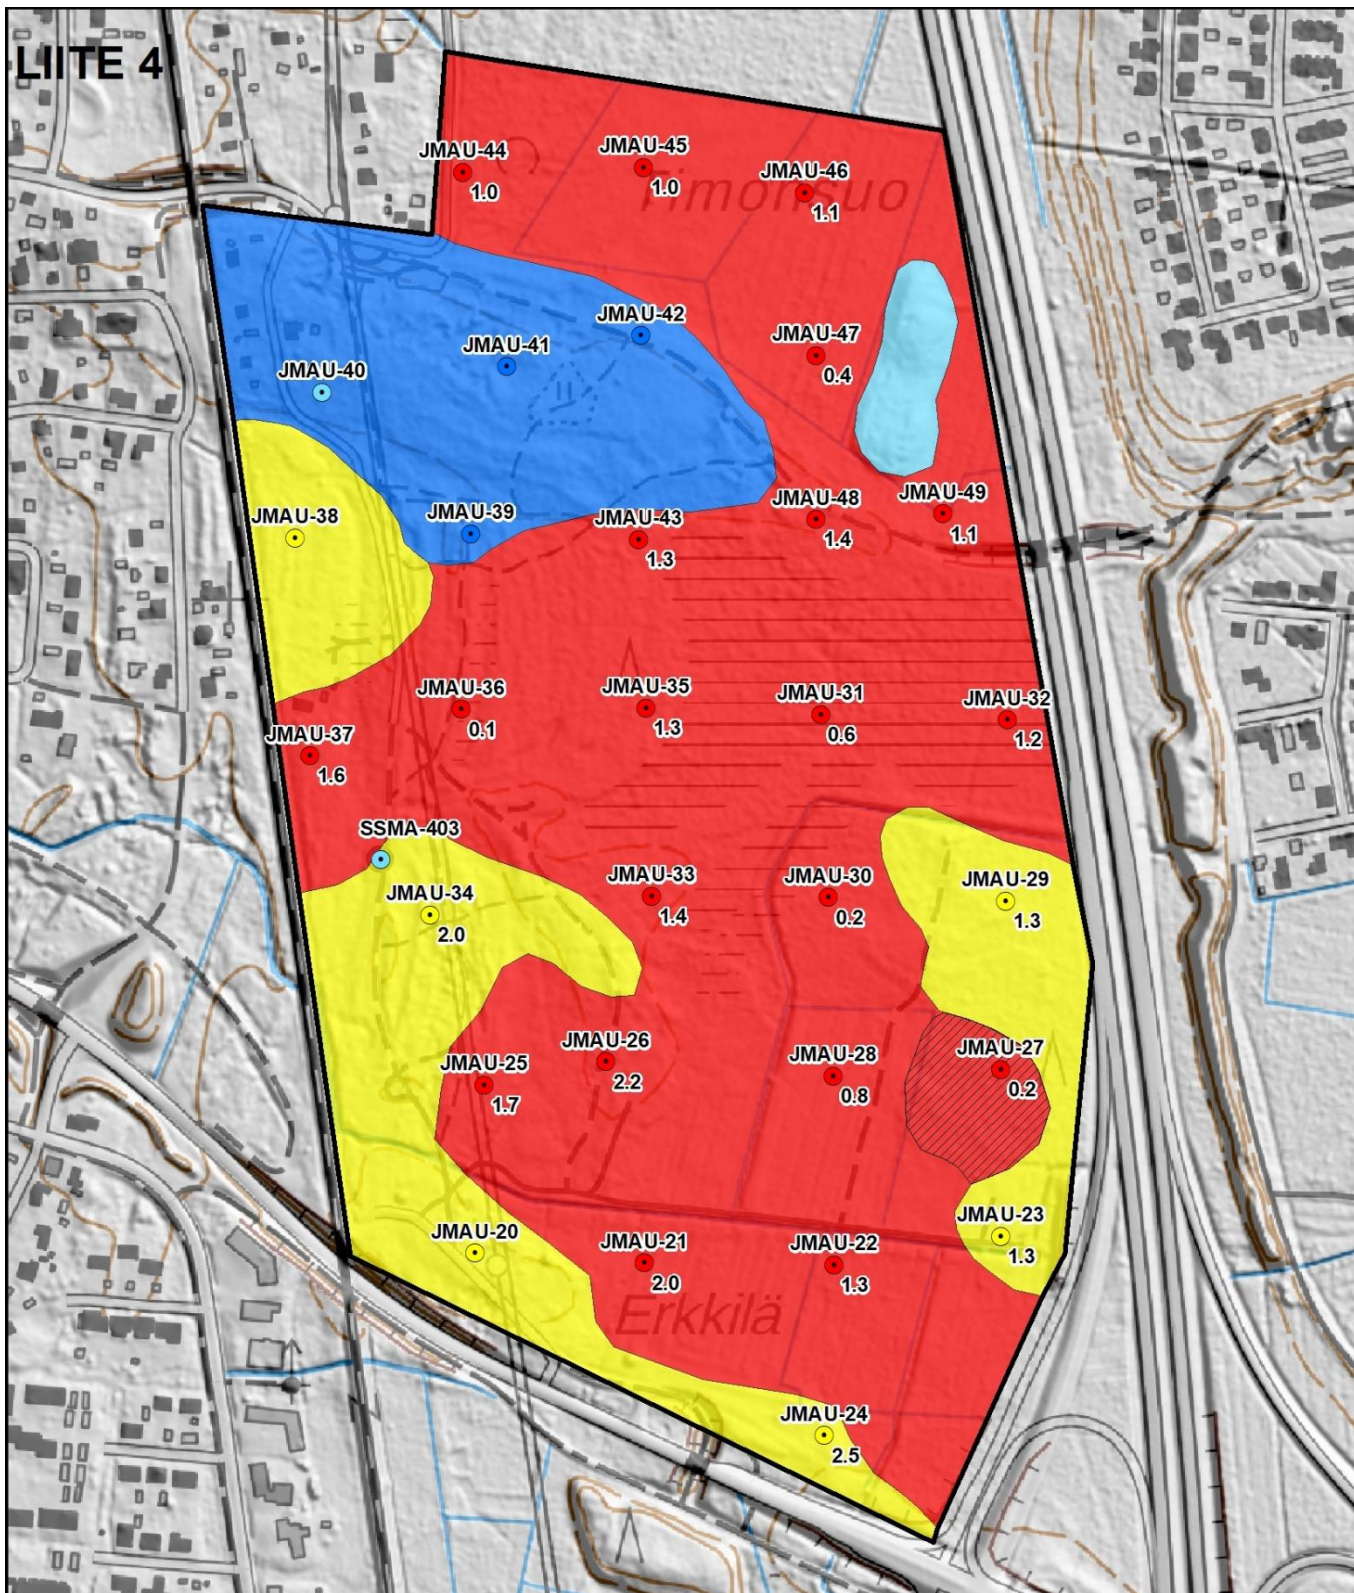 LIITE 4
JMAU-44
1.0
JMAU-45
1.0
JMAU-46
1.1
Timonsuo
JMAU-42
JMAU-41
JMAU-40
JMAU-47
0.4
JMAU-38
JMAU-39
JMAU-43
1.3
JMAU-48
1.4
JMAU-49
1.1
JMAU-36
0.1
JMAU-35
1.3
JMAU-31
0.6
JMAU-32
1.2
JMAU-37
1.6
SSMA-403
JMAU-34
2.0
JMAU-33
1.4
JMAU-30
0.2
JMAU-29
1.3
JMAU-25
1.7
JMAU-26
2.2
JMAU-28
0.8
JMAU-27
0.2
JMAU-20
JMAU-21
2.0
JMAU-22
1.3
JMAU-23
1.3
Erkkilä
JMAU-24
2.5